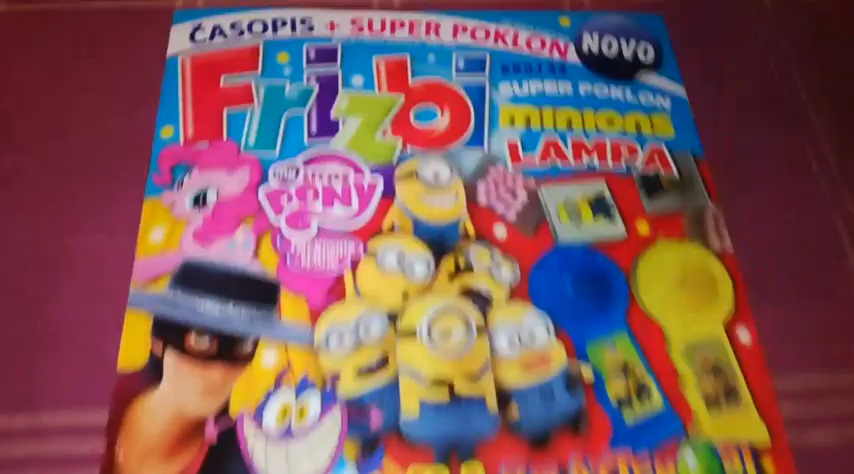 ČASOPIS + SUPER POKLON
NOVO
Frizbi
SUPER POKLON
minions
LAMPA
my LITTLE
PONY